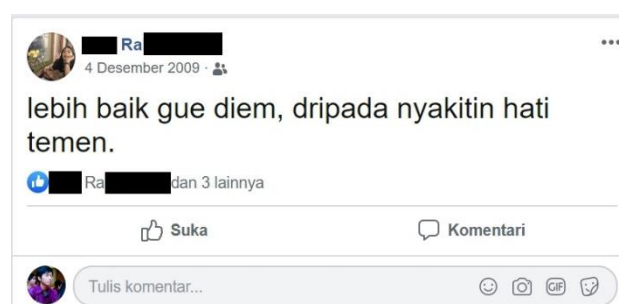 Ra
4 Desember 2009 ·
lebih baik gue diem, dripada nyakitin hati
temen.
Ra dan 3 lainnya
Suka Komentari
Tulis komentar... GIF